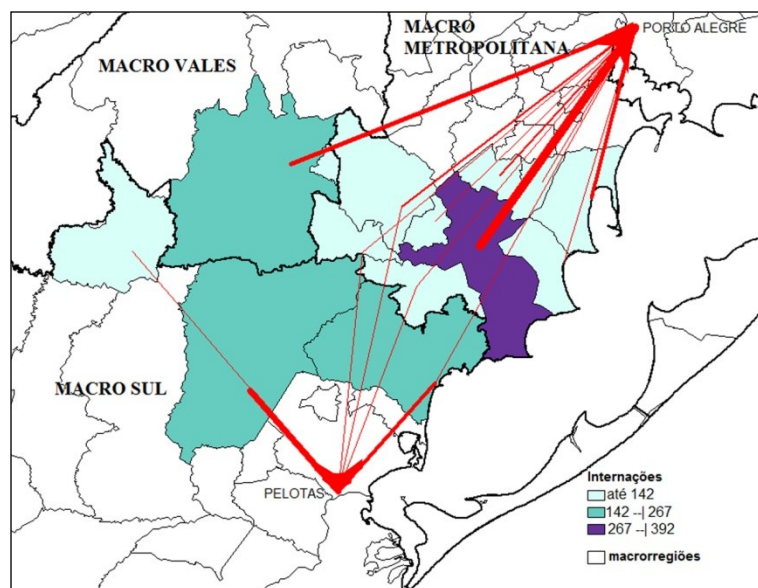 MACRO
METROPOLITANA
PORTO ALEGRE
MACRO VALES
MACRO SUL
PELOTAS
Internações
até 142
142 --| 267
267 --| 392
macrorregiões